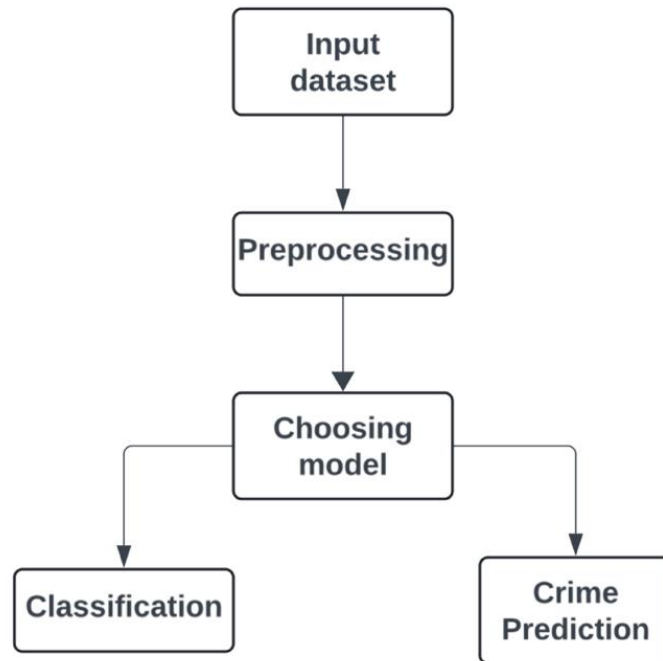 Input
dataset
Preprocessing
Choosing
model
Classification
Crime
Prediction